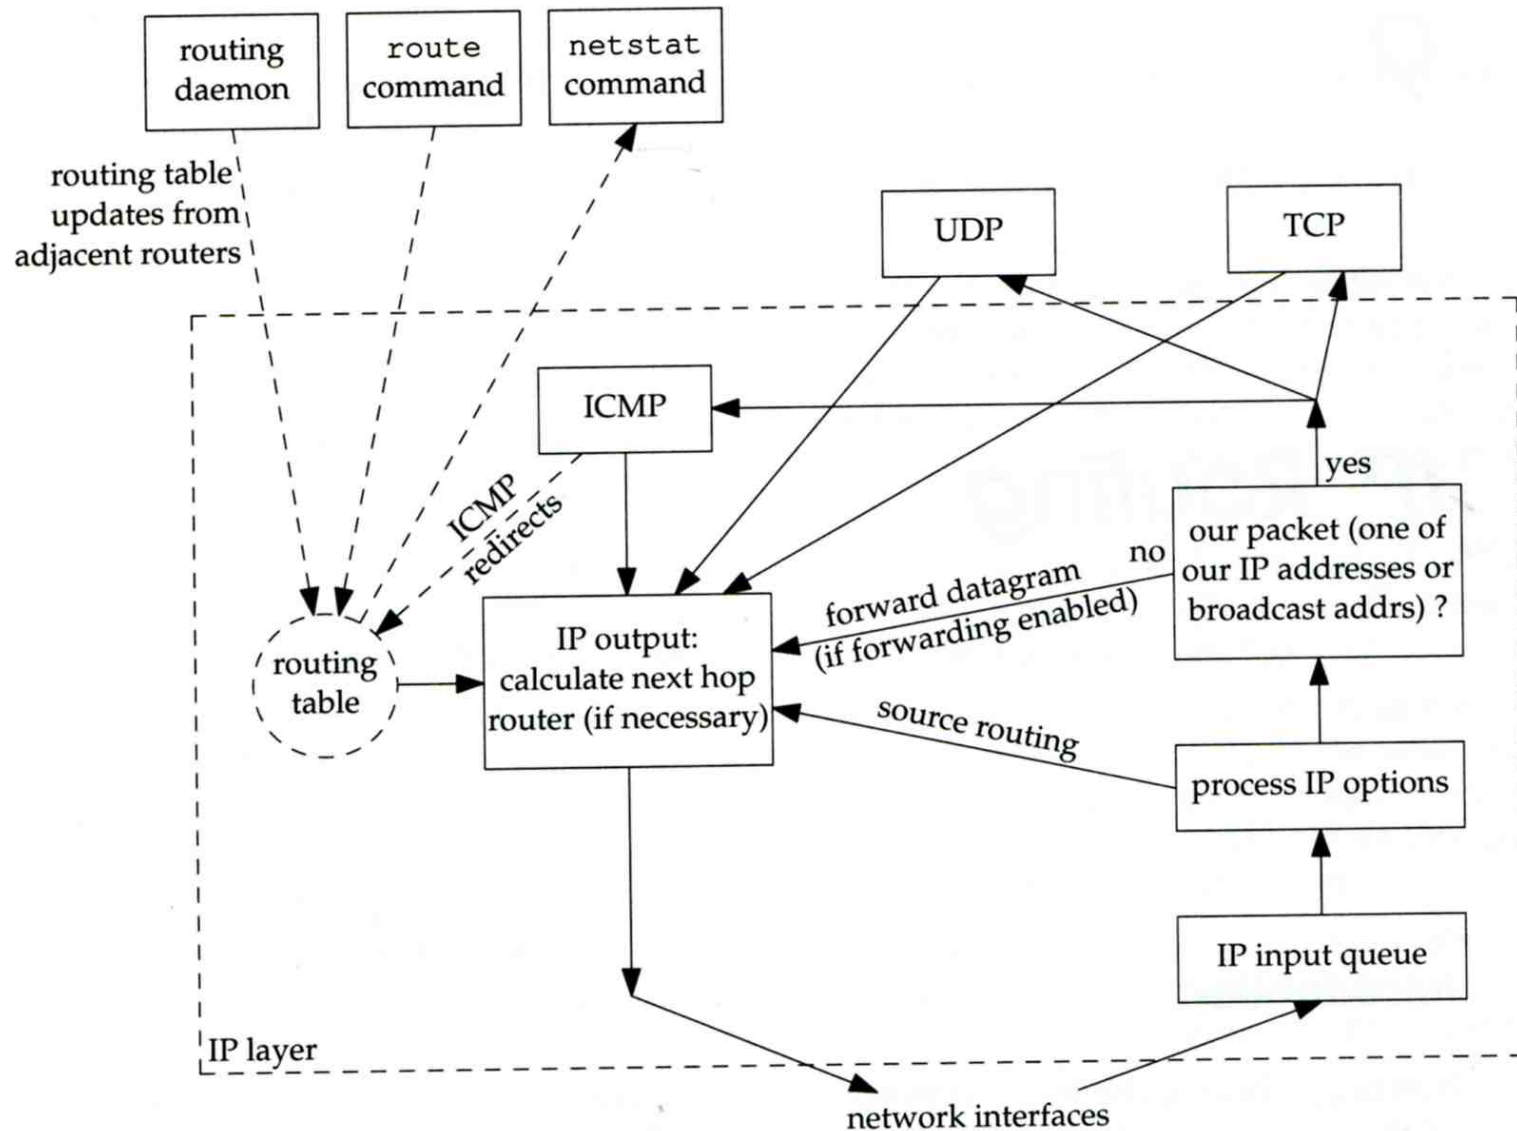 routing
daemon
route
command
netstat
command
routing table
updates from
adjacent routers
UDP
TCP
ICMP
ICMP
redirects
yes
our packet (one of
our IP addresses or
broadcast addrs) ?
no
forward datagram
(if forwarding enabled)
routing
table
IP output:
calculate next hop
router (if necessary)
source routing
process IP options
IP input queue
IP layer
network interfaces